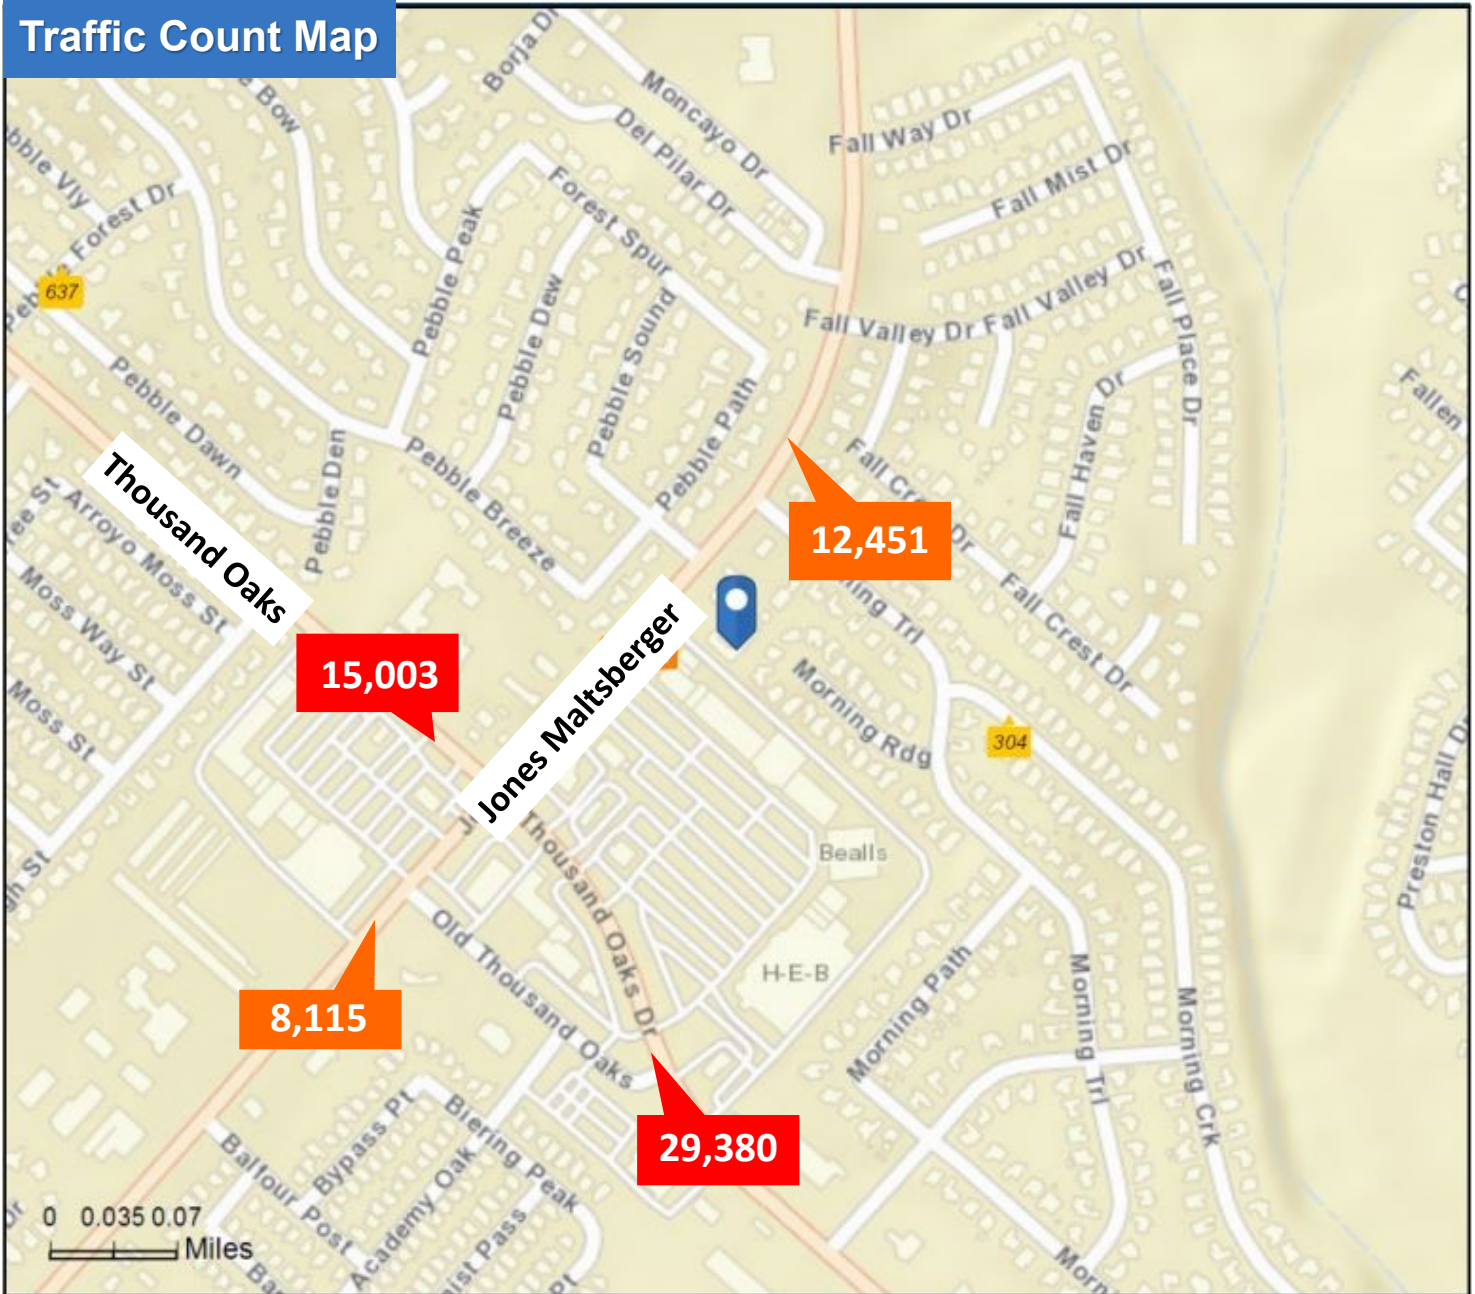 Traffic Count Map
Borja Dr
Moncayo Dr
Del Pilar Dr
Fall Way Dr
Fall Mist Dr
Forest Spur
Forest Dr
Pebble Peak
Pebble Dew
Pebble Sound
Pebble Path
Fall Valley Dr
Fall Valley Dr
Fall Place Dr
637
Pebble Dawn
Pebble Den
Pebble Breeze
Fall Haven Dr
Fallen
Thousand Oaks
12,451
Fall Crest Dr
Arroyo Moss St
Moss Way St
Moss St
15,003
Jones Maltsberger
Morning Rdg
304
Preston Hall Dr
Bealls
Thousand Oaks Dr
Old Thousand Oaks
H-E-B
8,115
Morning Path
Morning Trl
Morning Crk
29,380
Bypass Pt
Biering Peak
Balfour Post
Academy Oak
0 0.035 0.07
Miles